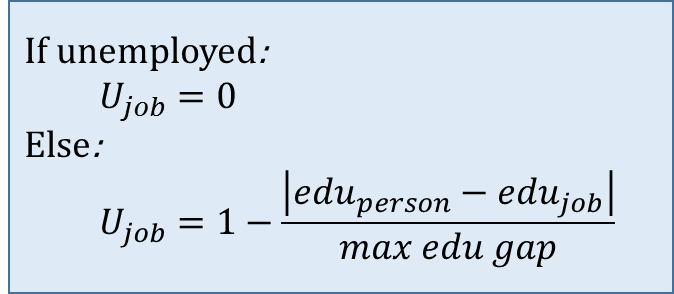 If unemployed:
U_job = 0
Else:
U_job = 1 − |edu_person − edu_job| / max edu gap